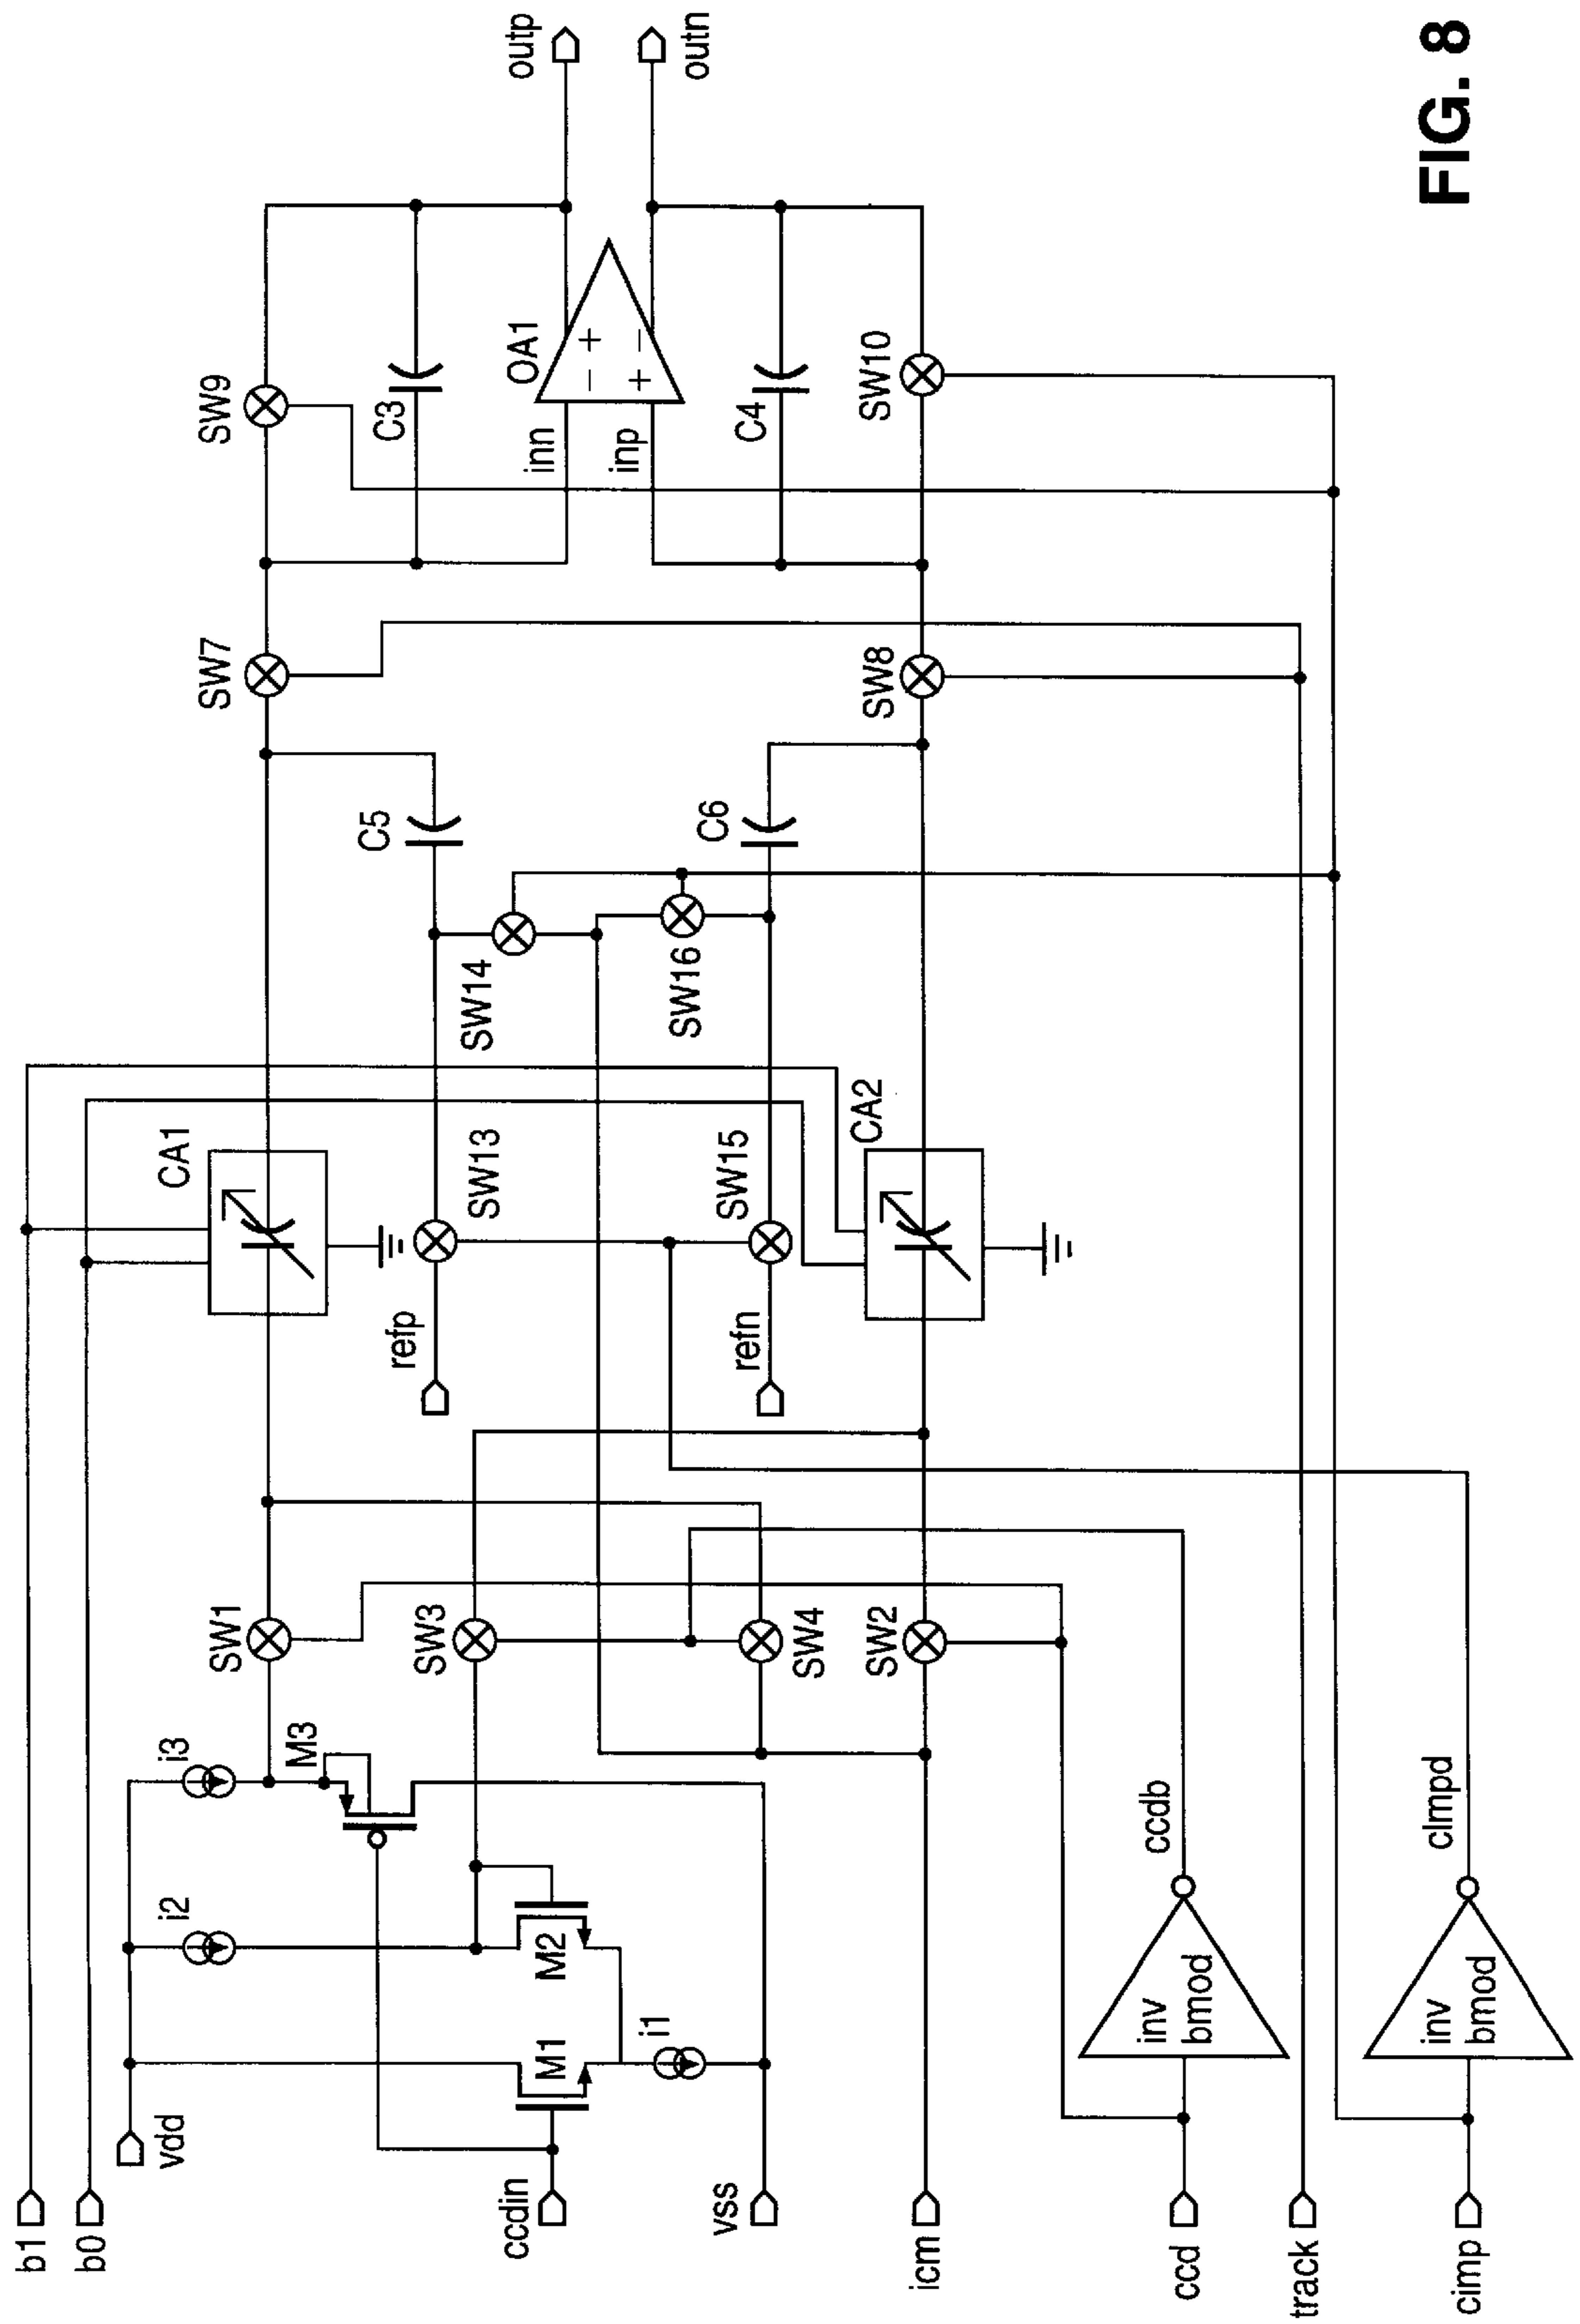 b1
b0
vdd
ccdin
vss
icm
ccd
track
cimp
i3
i2
i1
M3
M2
M1
inv
bmod
ccdb
inv
bmod
clmpd
SW1
SW3
SW4
SW2
CA1
refp
SW13
refn
SW15
CA2
SW14
SW16
C5
C6
SW7
SW8
SW9
C3
inn
inp
OA1
− +
+ −
C4
SW10
outp
outn
FIG. 8